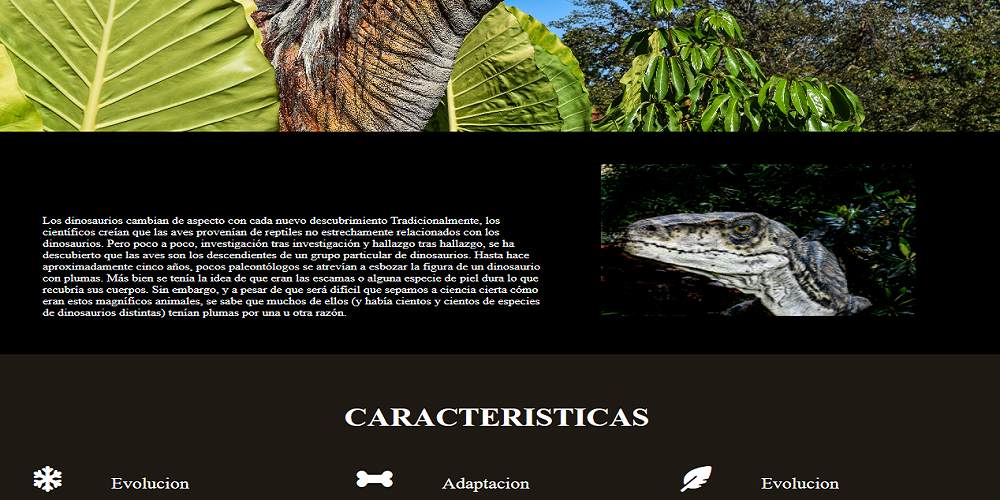 Los dinosaurios cambian de aspecto con cada nuevo descubrimiento Tradicionalmente, los
científicos creían que las aves provenían de reptiles no estrechamente relacionados con los
dinosaurios. Pero poco a poco, investigación tras investigación y hallazgo tras hallazgo, se ha
descubierto que las aves son los descendientes de un grupo particular de dinosaurios. Hasta hace
aproximadamente cinco años, pocos paleontólogos se atrevían a esbozar la figura de un dinosaurio
con plumas. Más bien se tenía la idea de que eran las escamas o alguna especie de piel dura lo que
recubría sus cuerpos. Sin embargo, y a pesar de que será difícil que sepamos a ciencia cierta cómo
eran estos magníficos animales, se sabe que muchos de ellos (y había cientos y cientos de especies
de dinosaurios distintas) tenían plumas por una u otra razón.
CARACTERISTICAS
Evolucion
Adaptacion
Evolucion